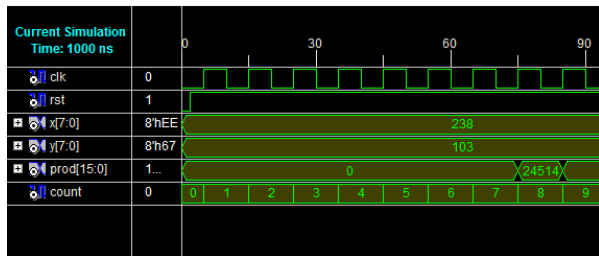 Current Simulation
Time: 1000 ns
0 30 60 90
clk 0
rst 1
x[7:0] 8'hEE 238
y[7:0] 8'h67 103
prod[15:0] 1... 0 24514
count 0 0 1 2 3 4 5 6 7 8 9